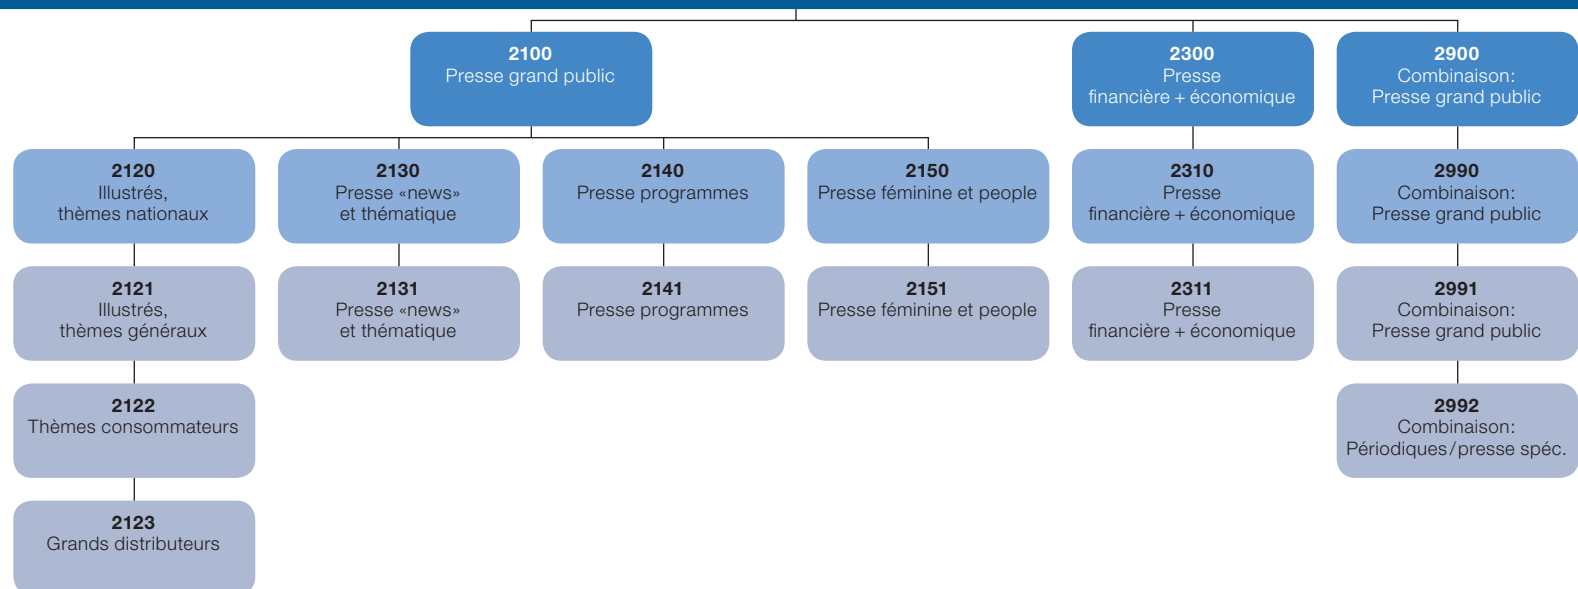 2100
Presse grand public
2300
Presse
financière + économique
2900
Combinaison:
Presse grand public
2120
Illustrés,
thèmes nationaux
2130
Presse «news»
et thématique
2140
Presse programmes
2150
Presse féminine et people
2310
Presse
financière + économique
2990
Combinaison:
Presse grand public
2121
Illustrés,
thèmes généraux
2131
Presse «news»
et thématique
2141
Presse programmes
2151
Presse féminine et people
2311
Presse
financière + économique
2991
Combinaison:
Presse grand public
2122
Thèmes consommateurs
2992
Combinaison:
Périodiques/presse spéc.
2123
Grands distributeurs